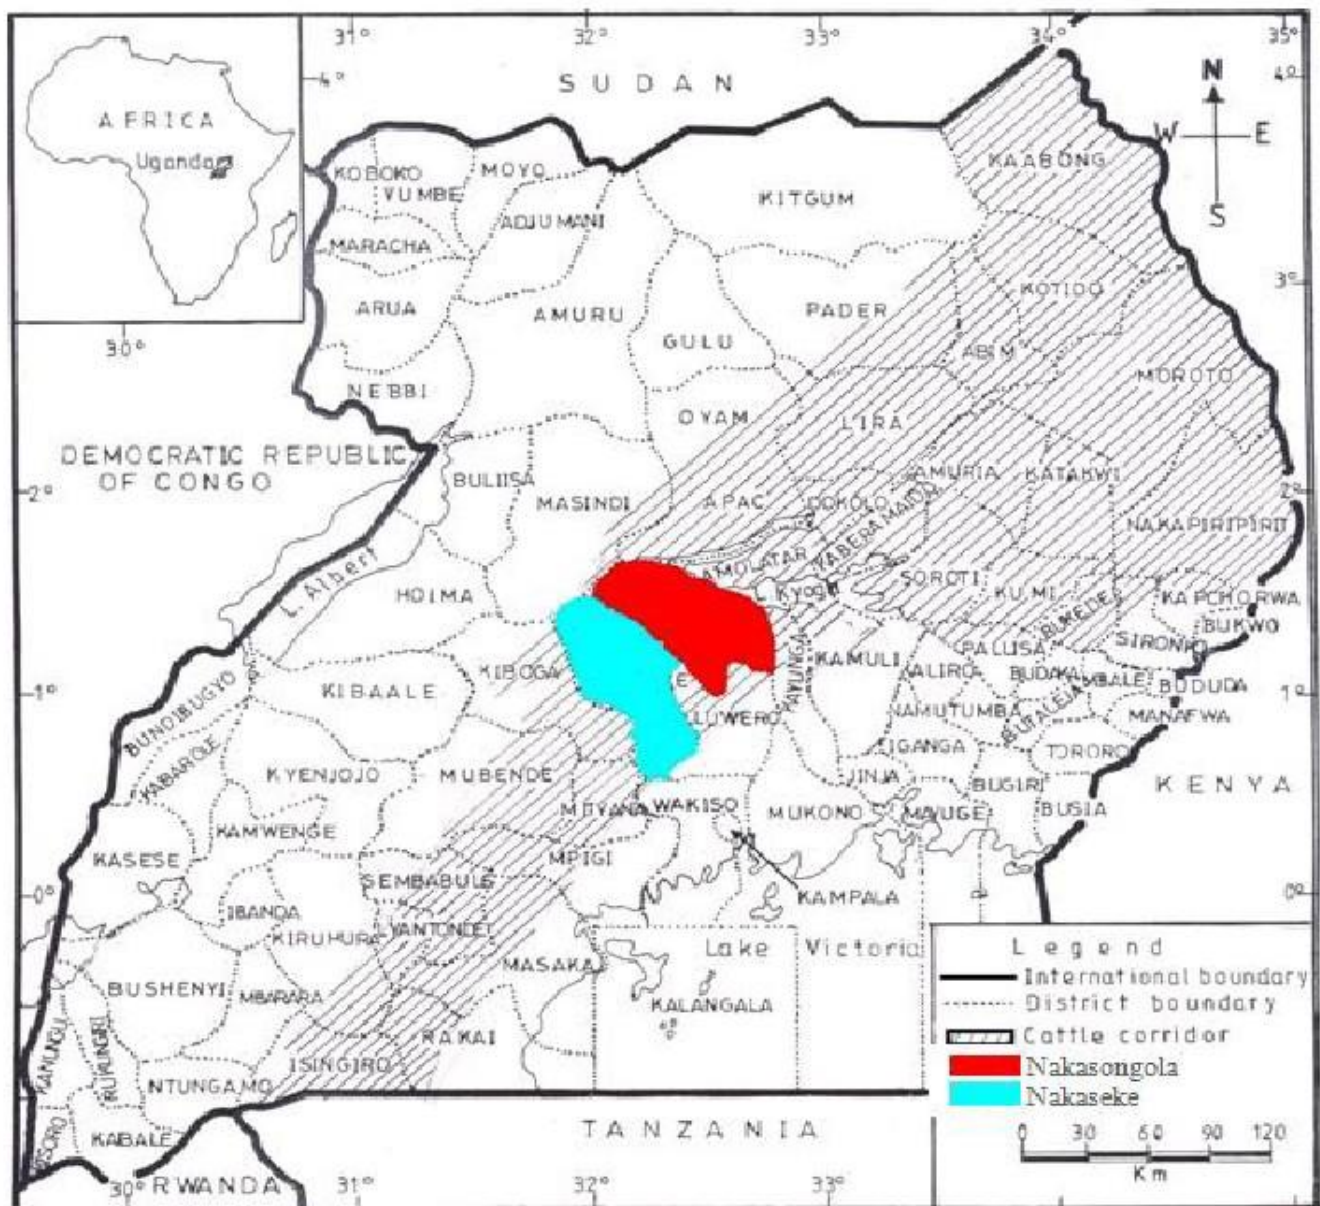 31° 32° 33° 34° 35°
SUDAN
4° 4°
N
W E
S
AFRICA
Uganda
KAABONG
KOBOKO
YUMBE
MOYO
ADJUMANI
KITGUM
MARACHA
ARUA
AMURU
PADER
KOTIDO
3°
GULU
ABIM
30°
MOROTO
NEBBI
OYAM
LIRA
DEMOCRATIC REPUBLIC
OF CONGO
BULIISA
AMURIA
KATAKWI
2° 2°
MASINDI
APAC
DOKOLO
NAKAPIRIPIRIT
L. Albert
AMOLATAR
HOIMA
L Kyoga
SOROTI
KUMI
KAPCHORWA
BUKWO
SIRONKO
PALLISA
KIBOGA
E
KAMULI
KALIRO
BUDAKA
MBALE
BUDUDA
1° 1°
KIBAALE
LUWERO
NAMUTUMBA
MANAFWA
BUNDIBUGYO
KABAROLE
IGANGA
TORORO
KYENJOJO
MUBENDE
JINJA
BUGIRI
KENYA
WAKISO
MUKONO
MAYUGE
BUSIA
KAMWENGE
KASESE
MPIGI
SEMBABULE
0° 0°
KAMPALA
IBANDA
KIRUHURA
LYANTONDE
Lake Victoria
MASAKA
BUSHENYI
MBARARA
KALANGALA
RAKAI
KANUNGU
ISINGIRO
NTUNGAMO
KABALE
TANZANIA
30° RWANDA 31° 32° 33°
Legend
International boundary
District boundary
Cattle corridor
Nakasongola
Nakaseke
0 30 60 90 120
Km